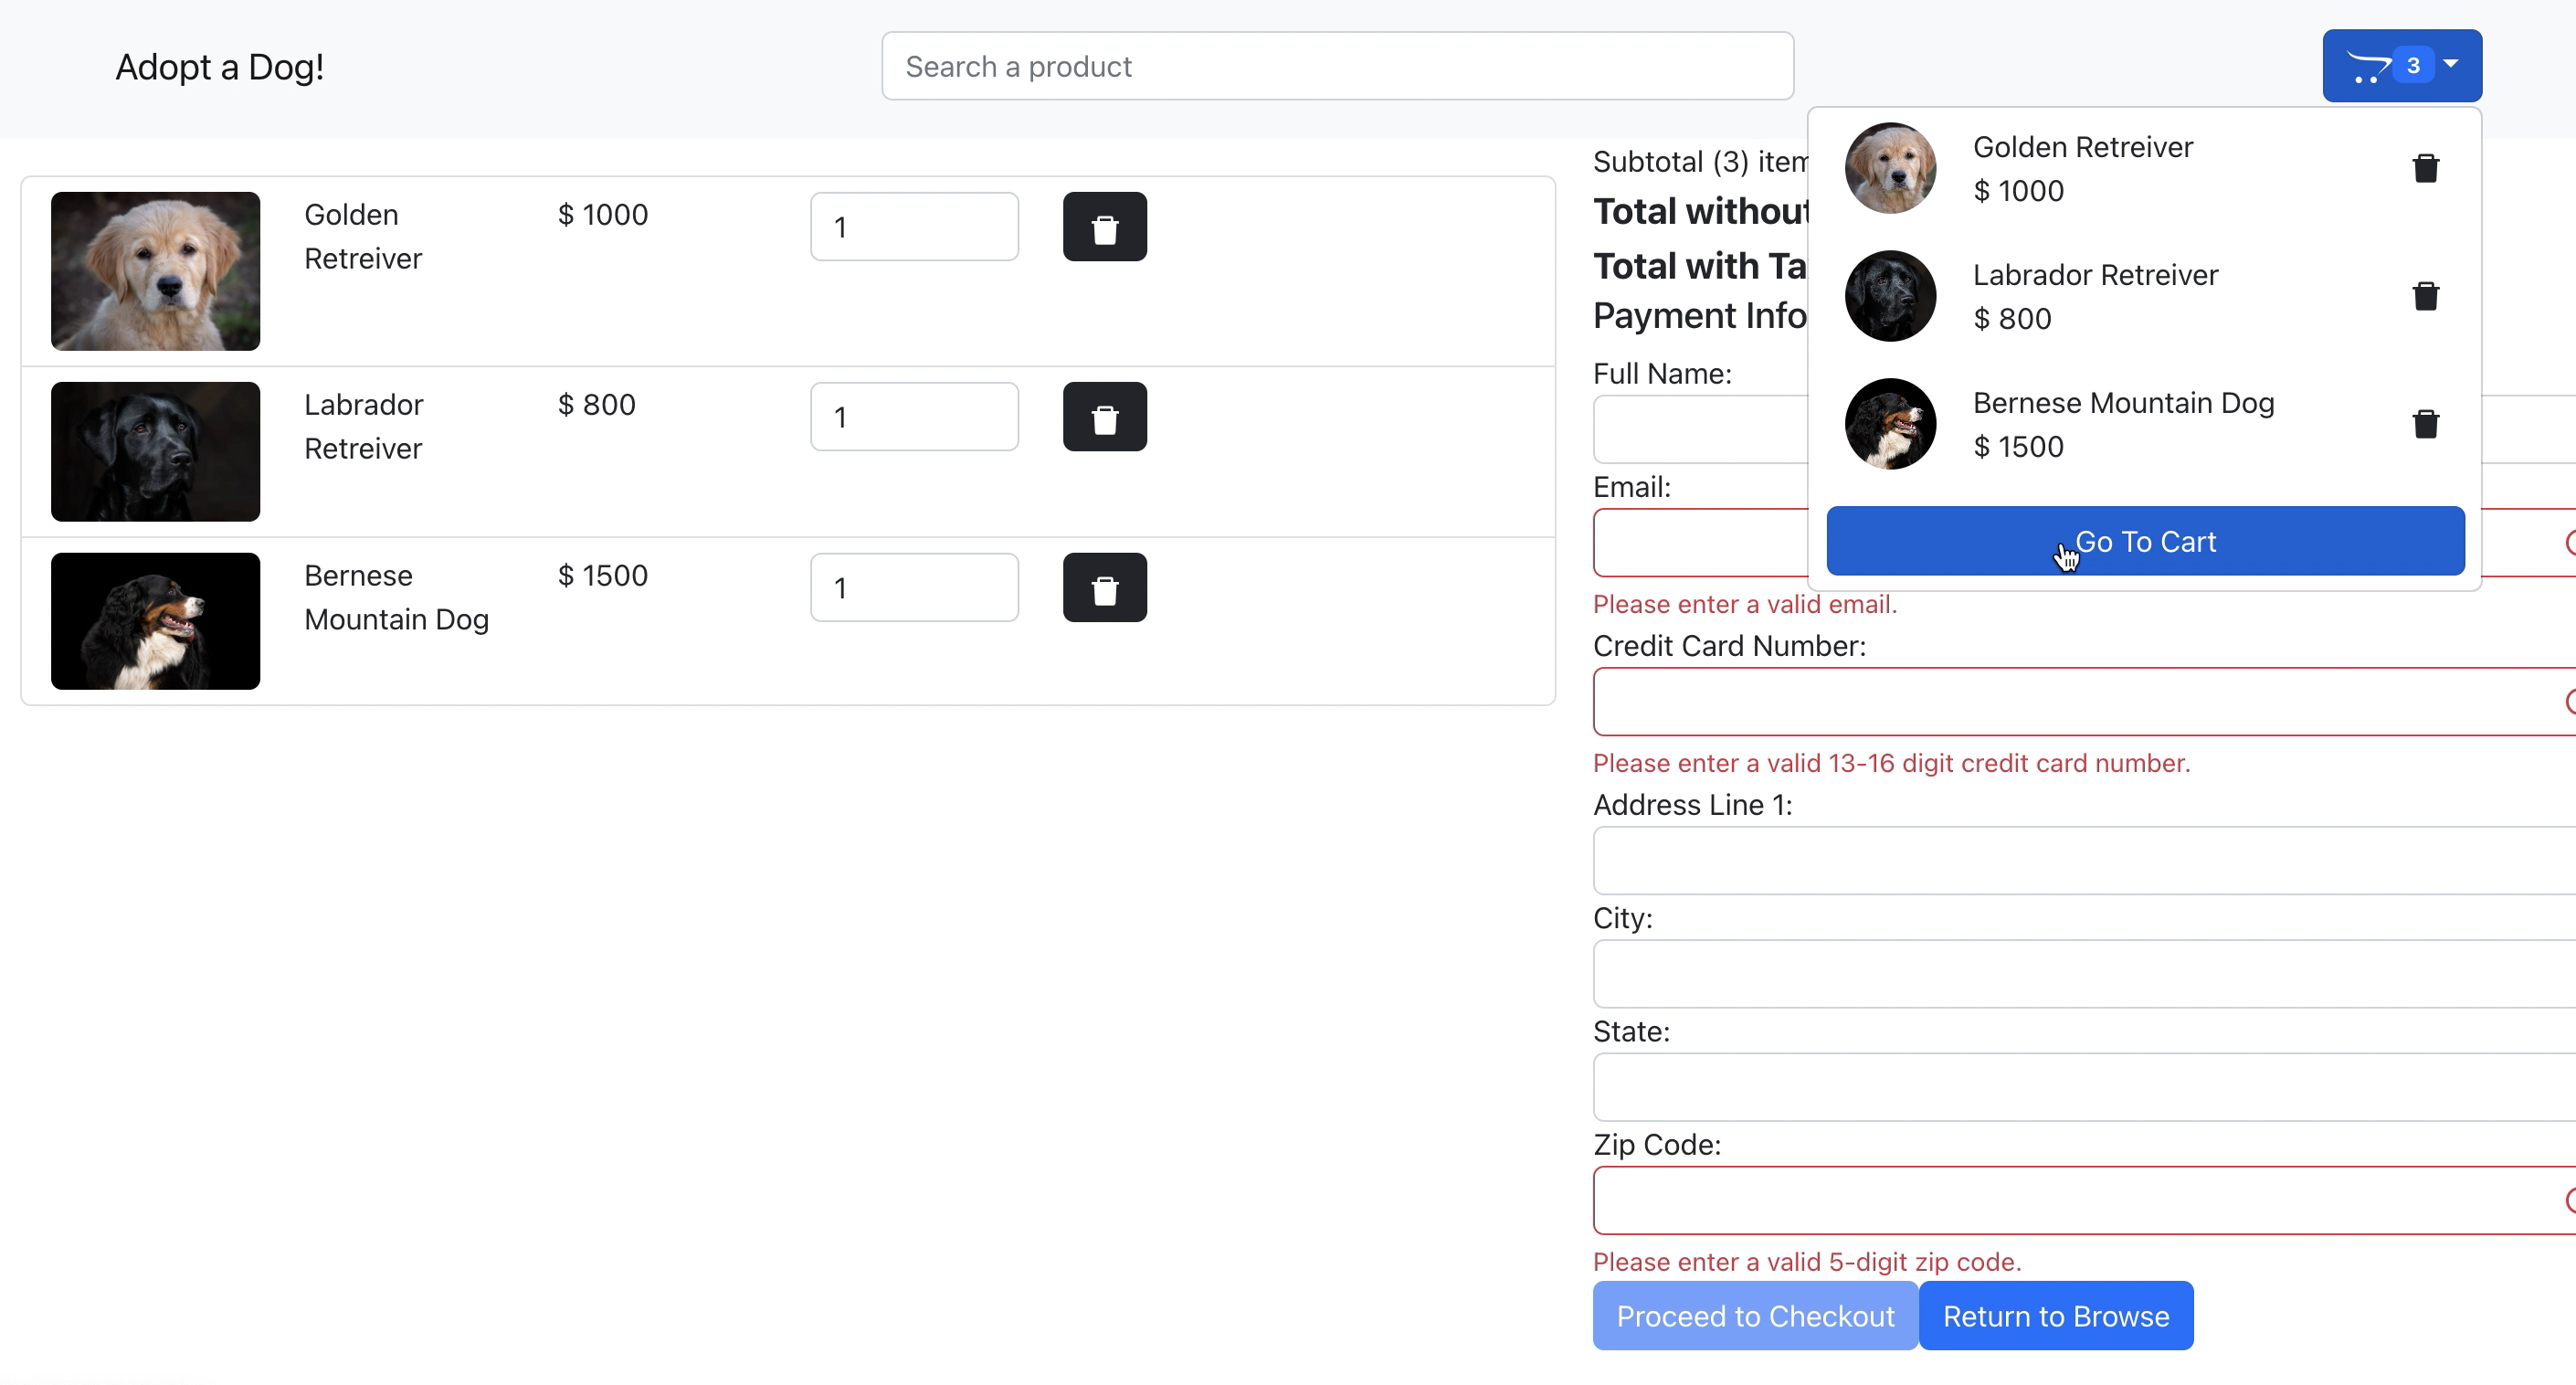 Adopt a Dog!
Search a product
3
Golden
Retreiver
$ 1000
1
Labrador
Retreiver
$ 800
1
Bernese
Mountain Dog
$ 1500
1
Golden Retreiver
$ 1000
Labrador Retreiver
$ 800
Bernese Mountain Dog
$ 1500
Go To Cart
Subtotal (3)
Total without
Total with
Payment
Full Name:
Email:
Please enter a valid email.
Credit Card Number:
Please enter a valid 13-16 digit credit card number.
Address Line 1:
City:
State:
Zip Code:
Please enter a valid 5-digit zip code.
Proceed to Checkout
Return to Browse